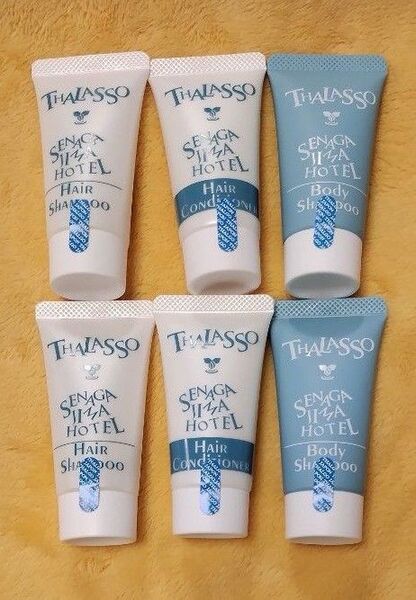 THALASSO
SENAGA
JIMA
HOTEL
Hair
Shampoo
THALASSO
SENAGA
JIMA
HOTEL
Hair
Conditioner
THALASSO
SENAGA
JIMA
HOTEL
Body
Shampoo
THALASSO
SENAGA
JIMA
HOTEL
Hair
Shampoo
THALASSO
SENAGA
JIMA
HOTEL
Hair
Conditioner
THALASSO
SENAGA
JIMA
HOTEL
Body
Shampoo